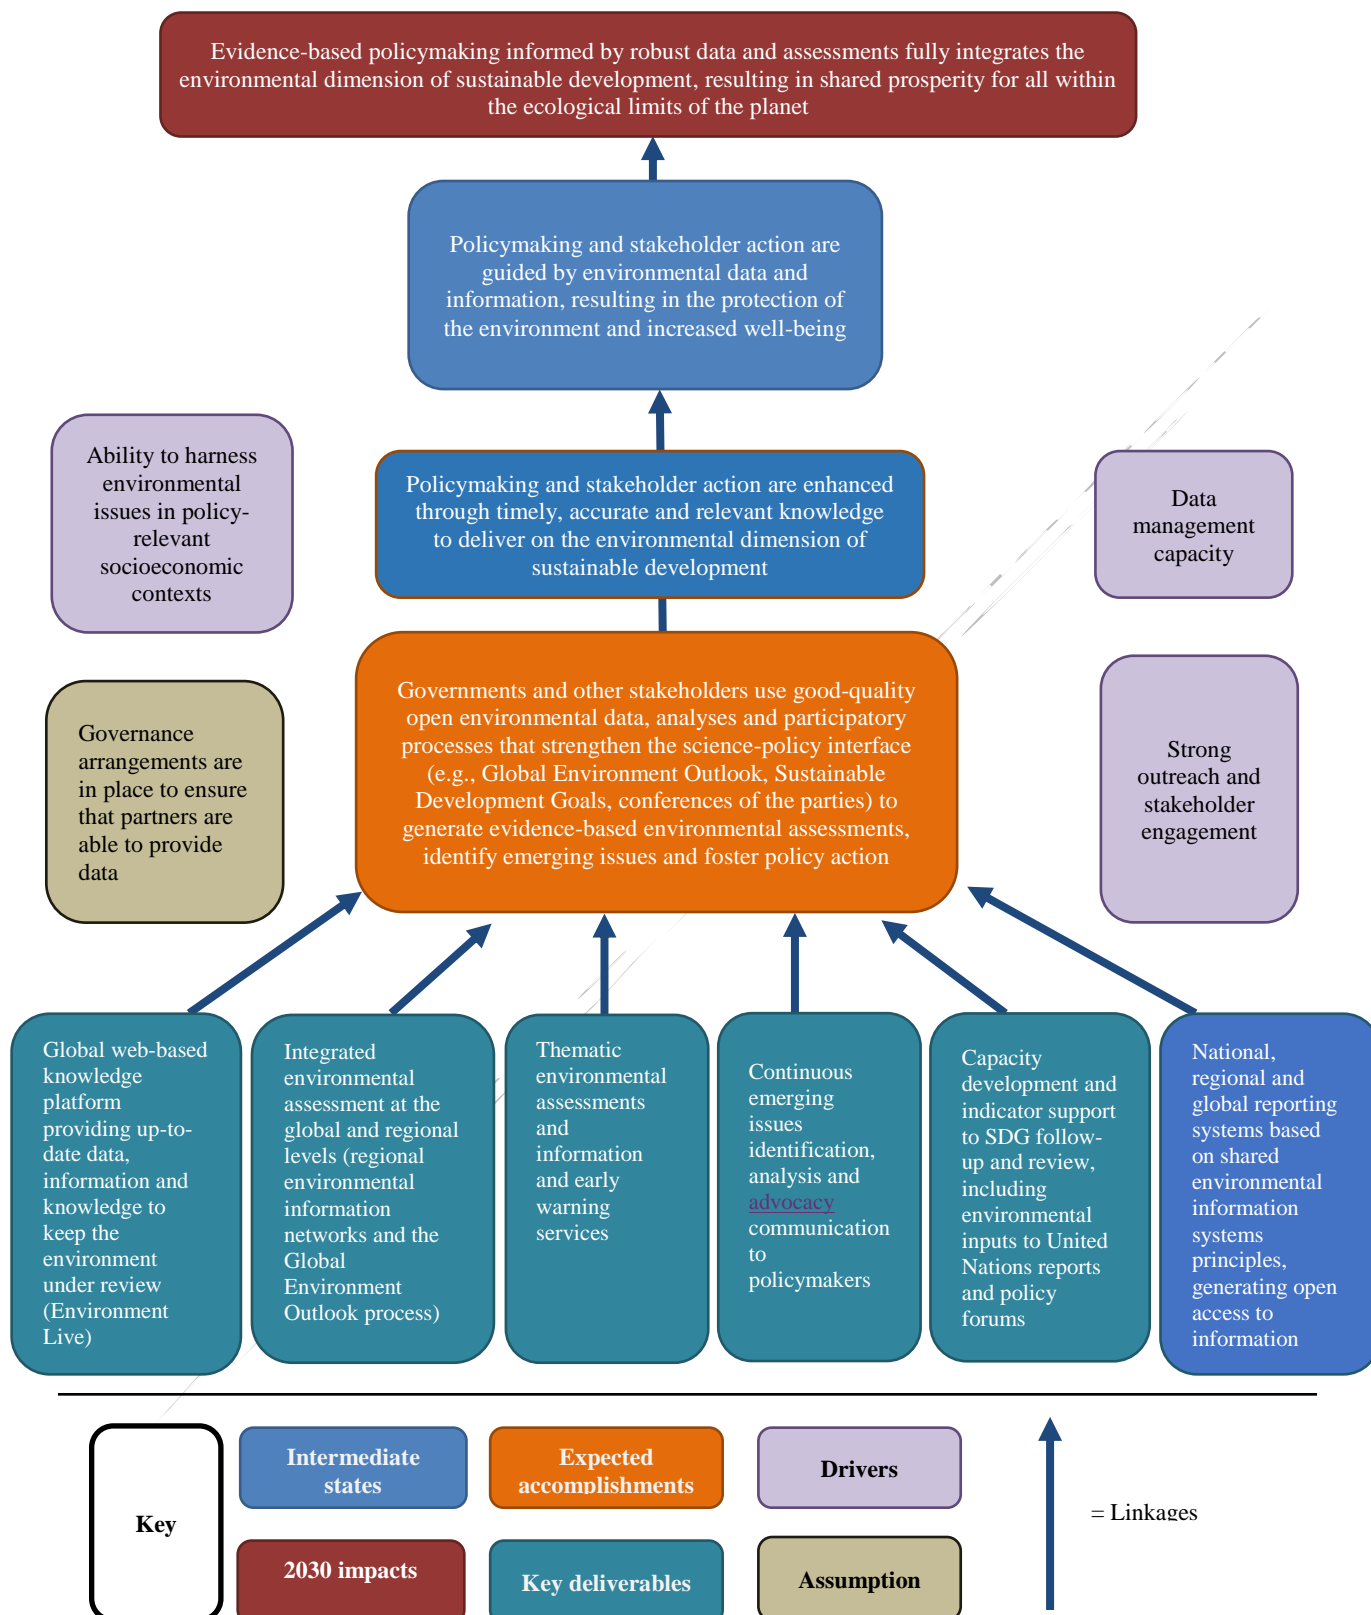 Evidence-based policymaking informed by robust data and assessments fully integrates the
environmental dimension of sustainable development, resulting in shared prosperity for all within
the ecological limits of the planet
Policymaking and stakeholder action are
guided by environmental data and
information, resulting in the protection of
the environment and increased well-being
Ability to harness
environmental
issues in policy-
relevant
socioeconomic
contexts
Policymaking and stakeholder action are enhanced
through timely, accurate and relevant knowledge
to deliver on the environmental dimension of
sustainable development
Data
management
capacity
Governance
arrangements are
in place to ensure
that partners are
able to provide
data
Governments and other stakeholders use good-quality
open environmental data, analyses and participatory
processes that strengthen the science-policy interface
(e.g., Global Environment Outlook, Sustainable
Development Goals, conferences of the parties) to
generate evidence-based environmental assessments,
identify emerging issues and foster policy action
Strong
outreach and
stakeholder
engagement
Global web-based
knowledge
platform
providing up-to-
date data,
information and
knowledge to
keep the
environment
under review
(Environment
Live)
Integrated
environmental
assessment at the
global and regional
levels (regional
environmental
information
networks and the
Global
Environment
Outlook process)
Thematic
environmental
assessments
and
information
and early
warning
services
Continuous
emerging
issues
identification,
analysis and
advocacy
communication
to
policymakers
Capacity
development and
indicator support
to SDG follow-
up and review,
including
environmental
inputs to United
Nations reports
and policy
forums
National,
regional and
global reporting
systems based
on shared
environmental
information
systems
principles,
generating open
access to
information
Key
Intermediate
states
Expected
accomplishments
Drivers
= Linkages
2030 impacts
Key deliverables
Assumption